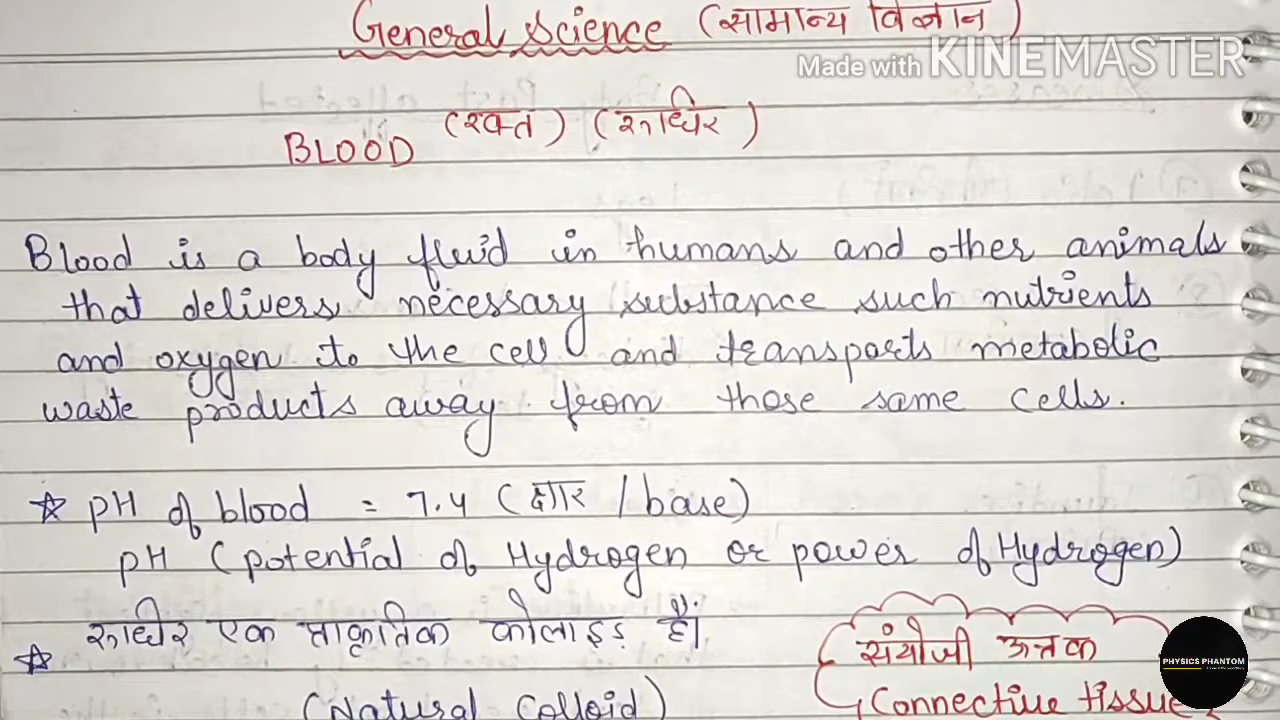 General Science (सामान्य विज्ञान)
Made with KINEMASTER
BLOOD (रक्त) (रूधिर)
Blood is a body fluid in humans and other animals
that delivers necessary substance such nutrients
and oxygen to the cell and transports metabolic
waste products away from those same cells.
☆ pH of blood = 7.4 (क्षार / base)
pH (potential of Hydrogen or power of Hydrogen)
☆ रूधिर एक प्राकृतिक कोलाइड है।
(Natural Colloid)
संयोजी ऊत्तक
Connective tissue
PHYSICS PHANTOM